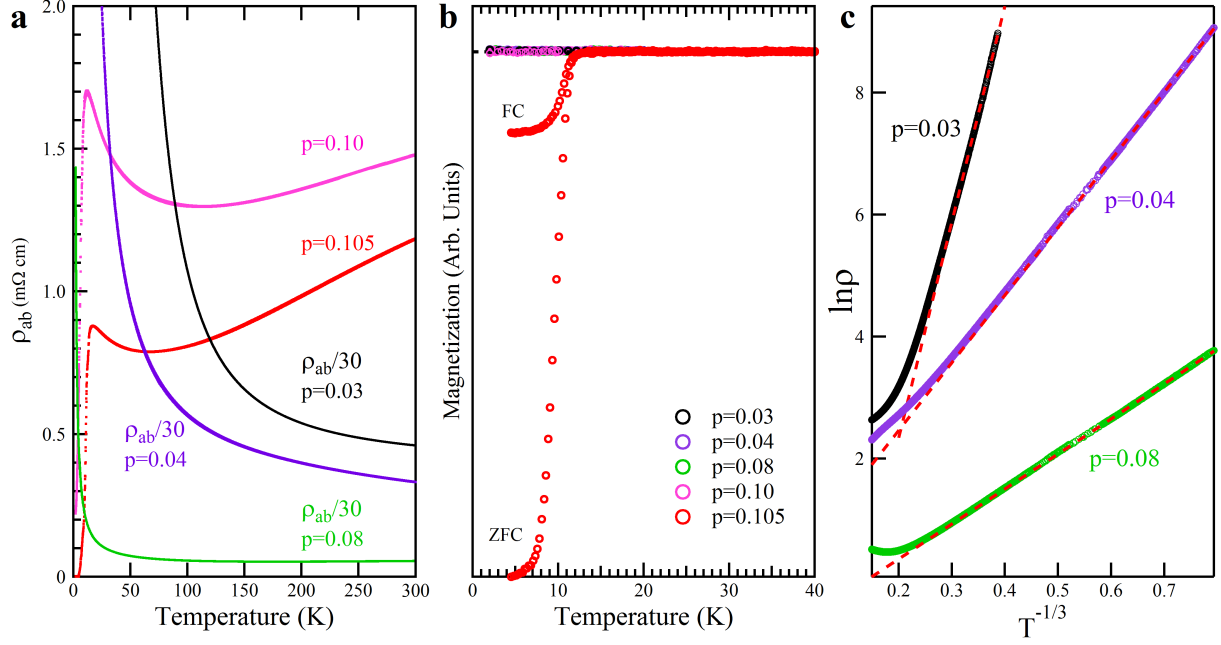 a
2.0
1.5
1.0
0.5
0
ρab (mΩ cm)
p=0.10
p=0.105
ρab/30
p=0.03
ρab/30
p=0.04
ρab/30
p=0.08
0
50
100
150
200
250
300
Temperature (K)
b
Magnetization (Arb. Units)
FC
ZFC
p=0.03
p=0.04
p=0.08
p=0.10
p=0.105
0
10
20
30
40
Temperature (K)
c
8
6
4
2
lnρ
p=0.03
p=0.04
p=0.08
0.2
0.3
0.4
0.5
0.6
0.7
T-1/3